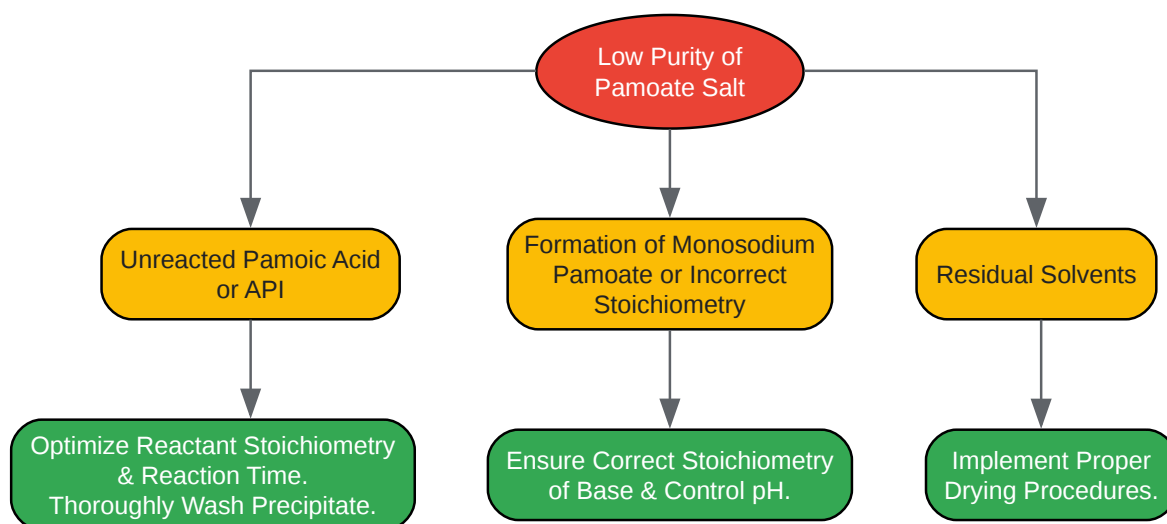 Low Purity of
Pamoate Salt
Unreacted Pamoic Acid
or API
Formation of Monosodium
Pamoate or Incorrect
Stoichiometry
Residual Solvents
Optimize Reactant Stoichiometry
& Reaction Time.
Thoroughly Wash Precipitate.
Ensure Correct Stoichiometry
of Base & Control pH.
Implement Proper
Drying Procedures.